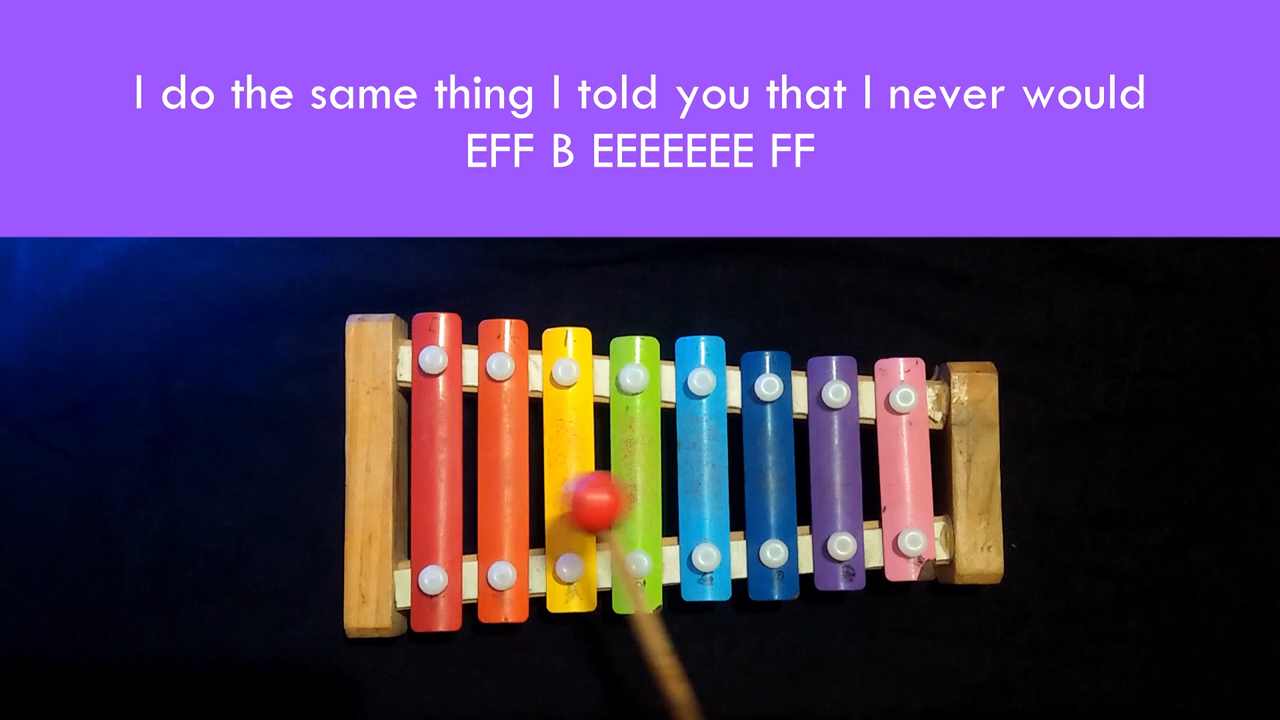 I do the same thing I told you that I never would
EFF B EEEEEEE FF